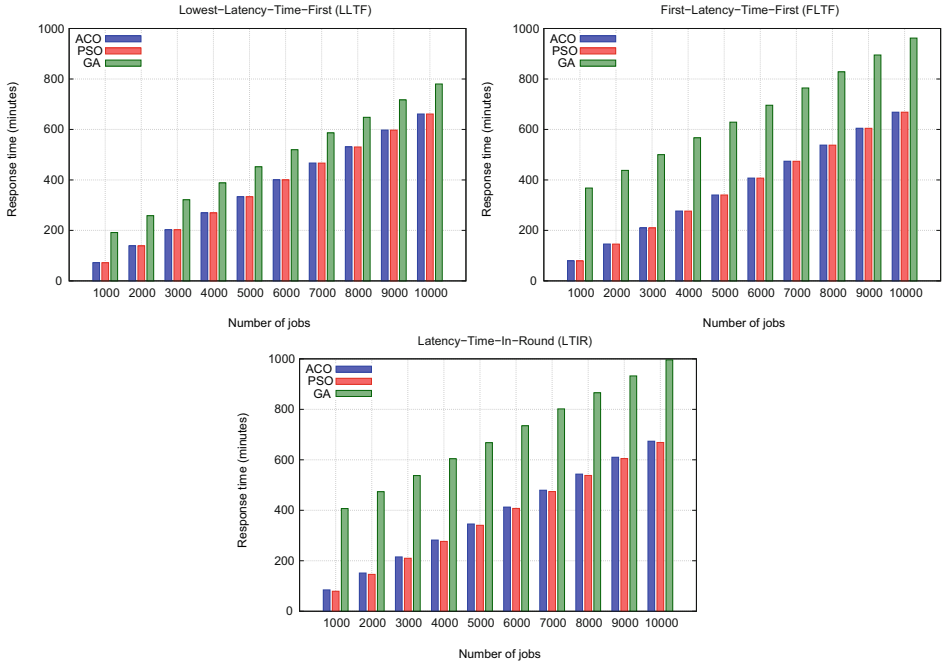 Lowest−Latency−Time−First (LLTF)
Response time (minutes)
1000
800
600
400
200
0
ACO
PSO
GA
1000 2000 3000 4000 5000 6000 7000 8000 9000 10000
Number of jobs
First−Latency−Time−First (FLTF)
Response time (minutes)
1000
800
600
400
200
0
ACO
PSO
GA
1000 2000 3000 4000 5000 6000 7000 8000 9000 10000
Number of jobs
Latency−Time−In−Round (LTIR)
Response time (minutes)
1000
800
600
400
200
0
ACO
PSO
GA
1000 2000 3000 4000 5000 6000 7000 8000 9000 10000
Number of jobs